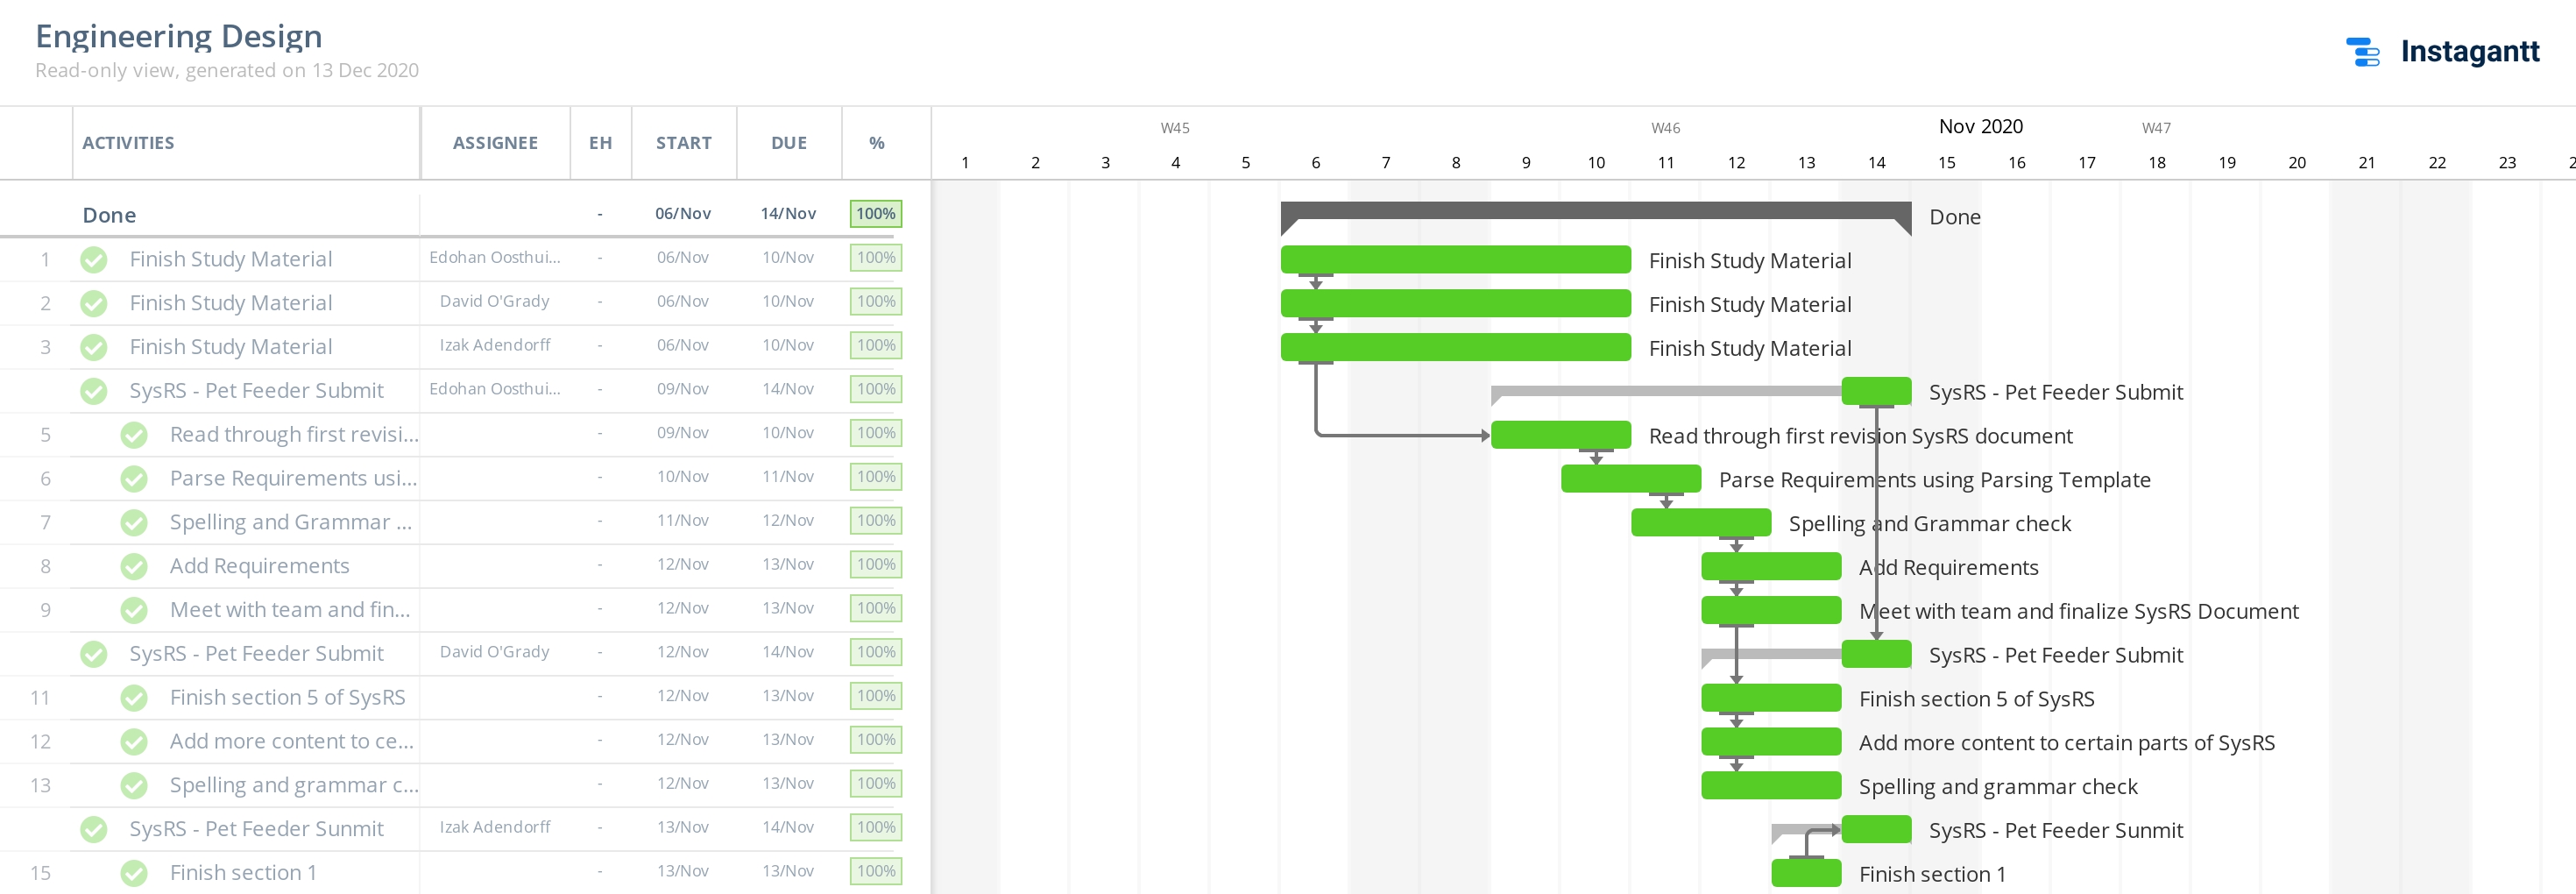 Engineering Design
Read-only view, generated on 13 Dec 2020
Instagantt
ACTIVITIES ASSIGNEE EH START DUE %
W45 W46 Nov 2020 W47
1 2 3 4 5 6 7 8 9 10 11 12 13 14 15 16 17 18 19 20 21 22 23 2
Done - 06/Nov 14/Nov 100% Done
1 Finish Study Material Edohan Oosthui... - 06/Nov 10/Nov 100% Finish Study Material
2 Finish Study Material David O'Grady - 06/Nov 10/Nov 100% Finish Study Material
3 Finish Study Material Izak Adendorff - 06/Nov 10/Nov 100% Finish Study Material
SysRS - Pet Feeder Submit Edohan Oosthui... - 09/Nov 14/Nov 100% SysRS - Pet Feeder Submit
5 Read through first revisi... - 09/Nov 10/Nov 100% Read through first revision SysRS document
6 Parse Requirements usi... - 10/Nov 11/Nov 100% Parse Requirements using Parsing Template
7 Spelling and Grammar ... - 11/Nov 12/Nov 100% Spelling and Grammar check
8 Add Requirements - 12/Nov 13/Nov 100% Add Requirements
9 Meet with team and fin... - 12/Nov 13/Nov 100% Meet with team and finalize SysRS Document
SysRS - Pet Feeder Submit David O'Grady - 12/Nov 14/Nov 100% SysRS - Pet Feeder Submit
11 Finish section 5 of SysRS - 12/Nov 13/Nov 100% Finish section 5 of SysRS
12 Add more content to ce... - 12/Nov 13/Nov 100% Add more content to certain parts of SysRS
13 Spelling and grammar c... - 12/Nov 13/Nov 100% Spelling and grammar check
SysRS - Pet Feeder Sunmit Izak Adendorff - 13/Nov 14/Nov 100% SysRS - Pet Feeder Sunmit
15 Finish section 1 - 13/Nov 13/Nov 100% Finish section 1